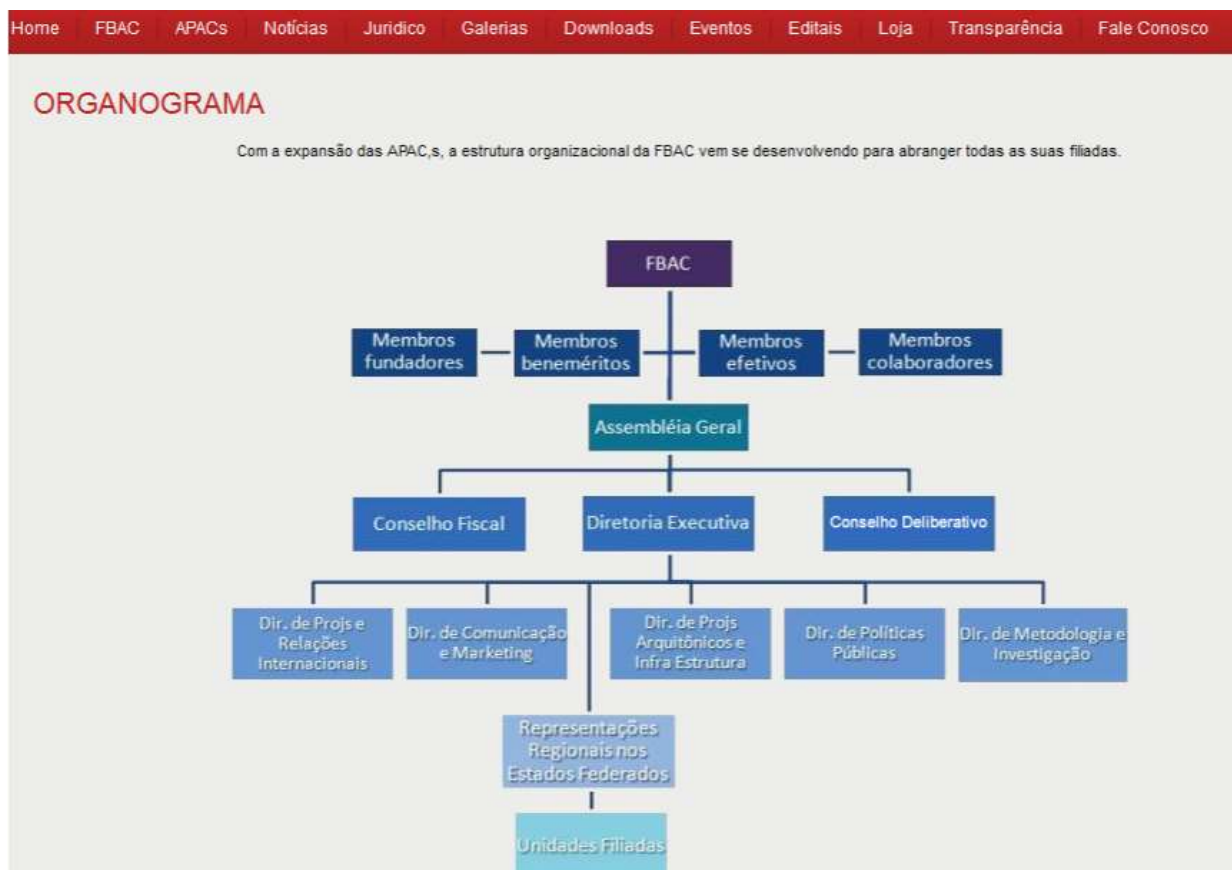 Home FBAC APACs Notícias Juridico Galerias Downloads Eventos Editais Loja Transparência Fale Conosco
ORGANOGRAMA
Com a expansão das APAC,s, a estrutura organizacional da FBAC vem se desenvolvendo para abranger todas as suas filiadas.
FBAC
Membros
fundadores
Membros
beneméritos
Membros
efetivos
Membros
colaboradores
Assembléia Geral
Conselho Fiscal
Diretoria Executiva
Conselho Deliberativo
Dir. de Projs e
Relações
Internacionais
Dir. de Comunicação
e Marketing
Dir. de Projs
Arquitônicos e
Infra Estrutura
Dir. de Políticas
Públicas
Dir. de Metodologia e
Investigação
Representações
Regionais nos
Estados Federados
Unidades Filiadas